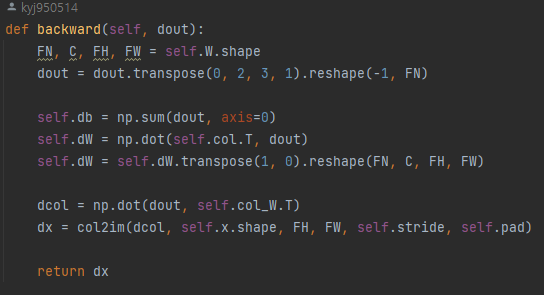 kyj950514
def backward(self, dout):
    FN, C, FH, FW = self.W.shape
    dout = dout.transpose(0, 2, 3, 1).reshape(-1, FN)
    self.db = np.sum(dout, axis=0)
    self.dW = np.dot(self.col.T, dout)
    self.dW = self.dW.transpose(1, 0).reshape(FN, C, FH, FW)
    dcol = np.dot(dout, self.col_W.T)
    dx = col2im(dcol, self.x.shape, FH, FW, self.stride, self.pad)
    return dx